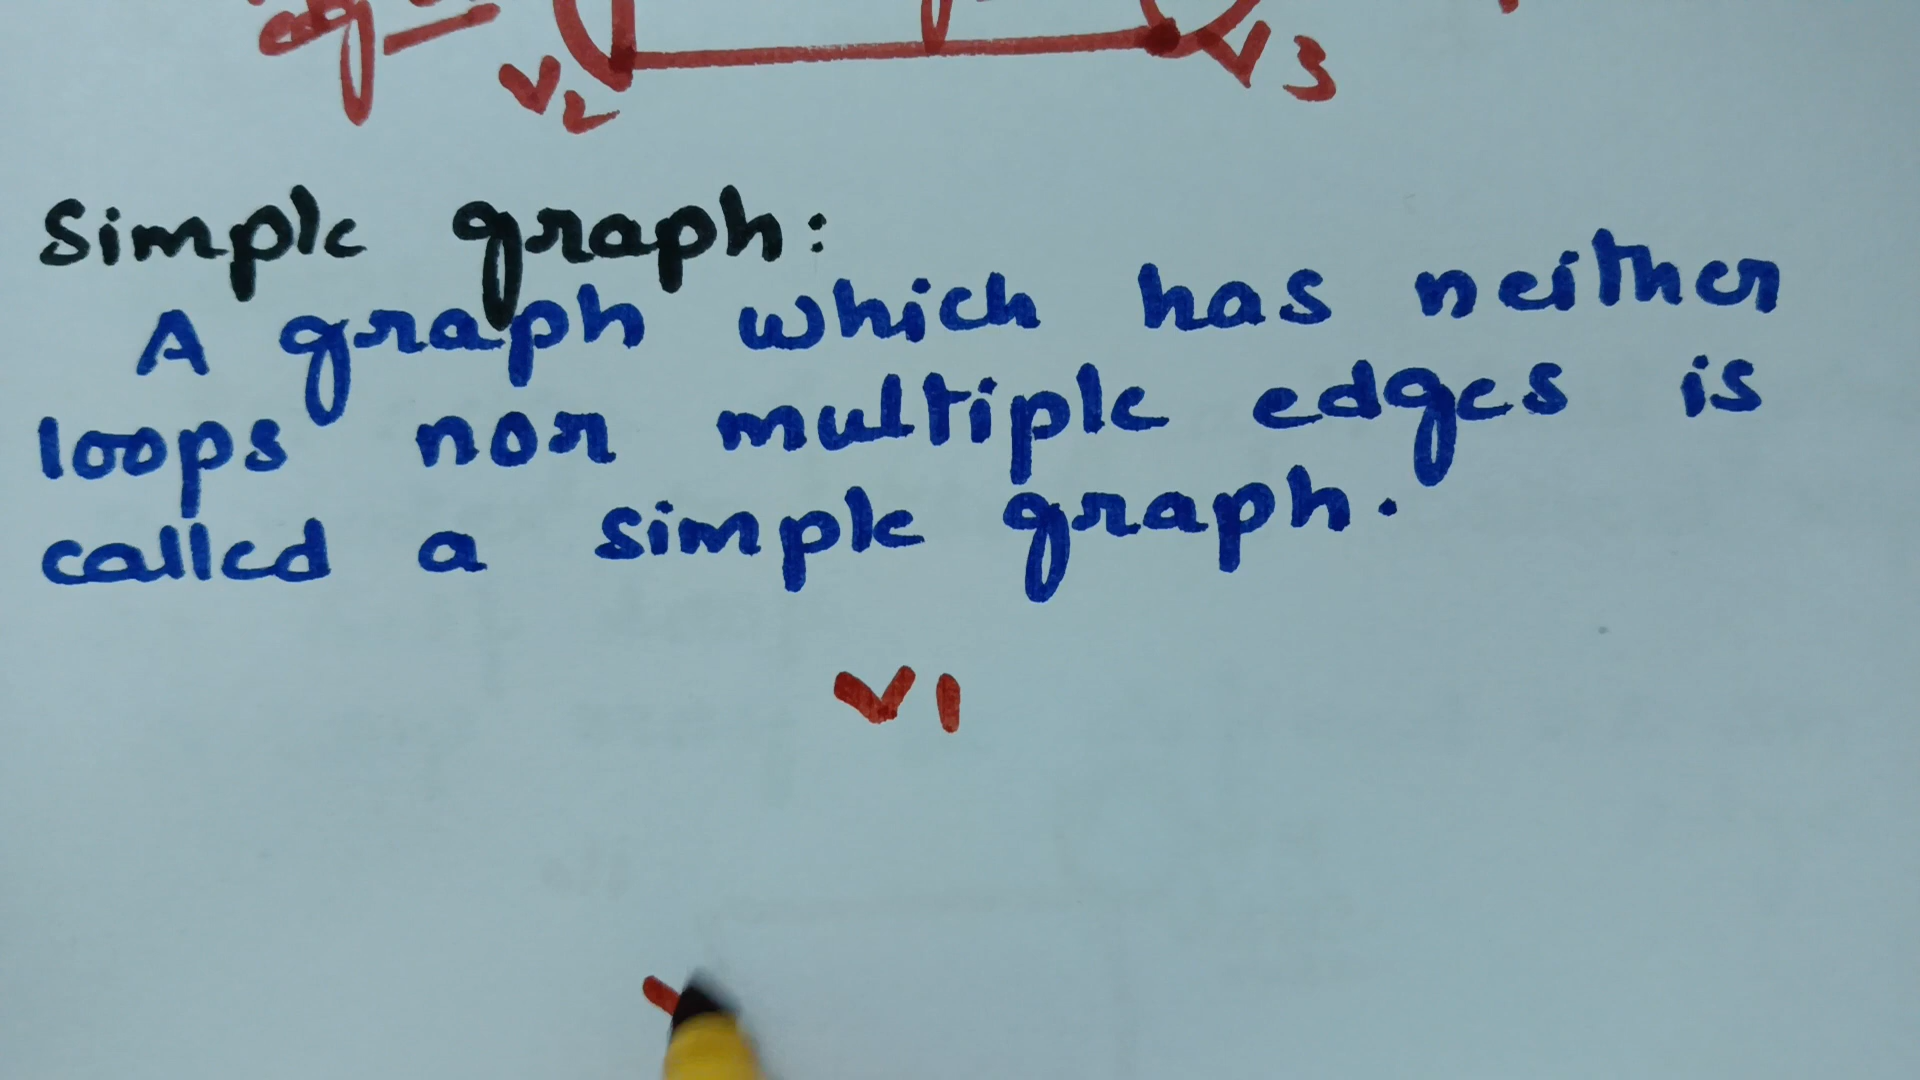 V2 V3
Simple graph:
A graph which has neither
loops nor multiple edges is
called a simple graph.
V1